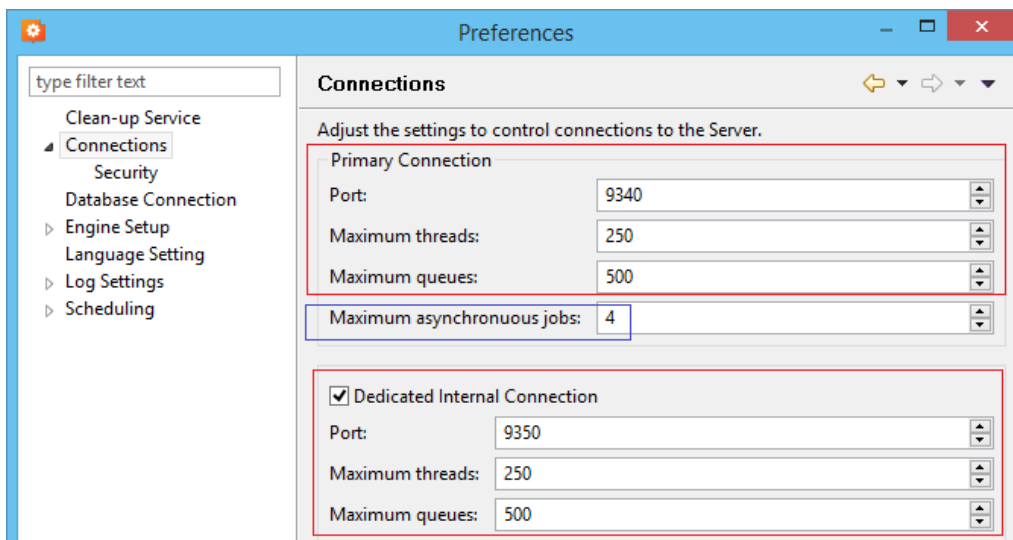 Preferences
type filter text
Clean-up Service
Connections
Security
Database Connection
Engine Setup
Language Setting
Log Settings
Scheduling
Connections
Adjust the settings to control connections to the Server.
Primary Connection
Port: 9340
Maximum threads: 250
Maximum queues: 500
Maximum asynchronuous jobs: 4
Dedicated Internal Connection
Port: 9350
Maximum threads: 250
Maximum queues: 500